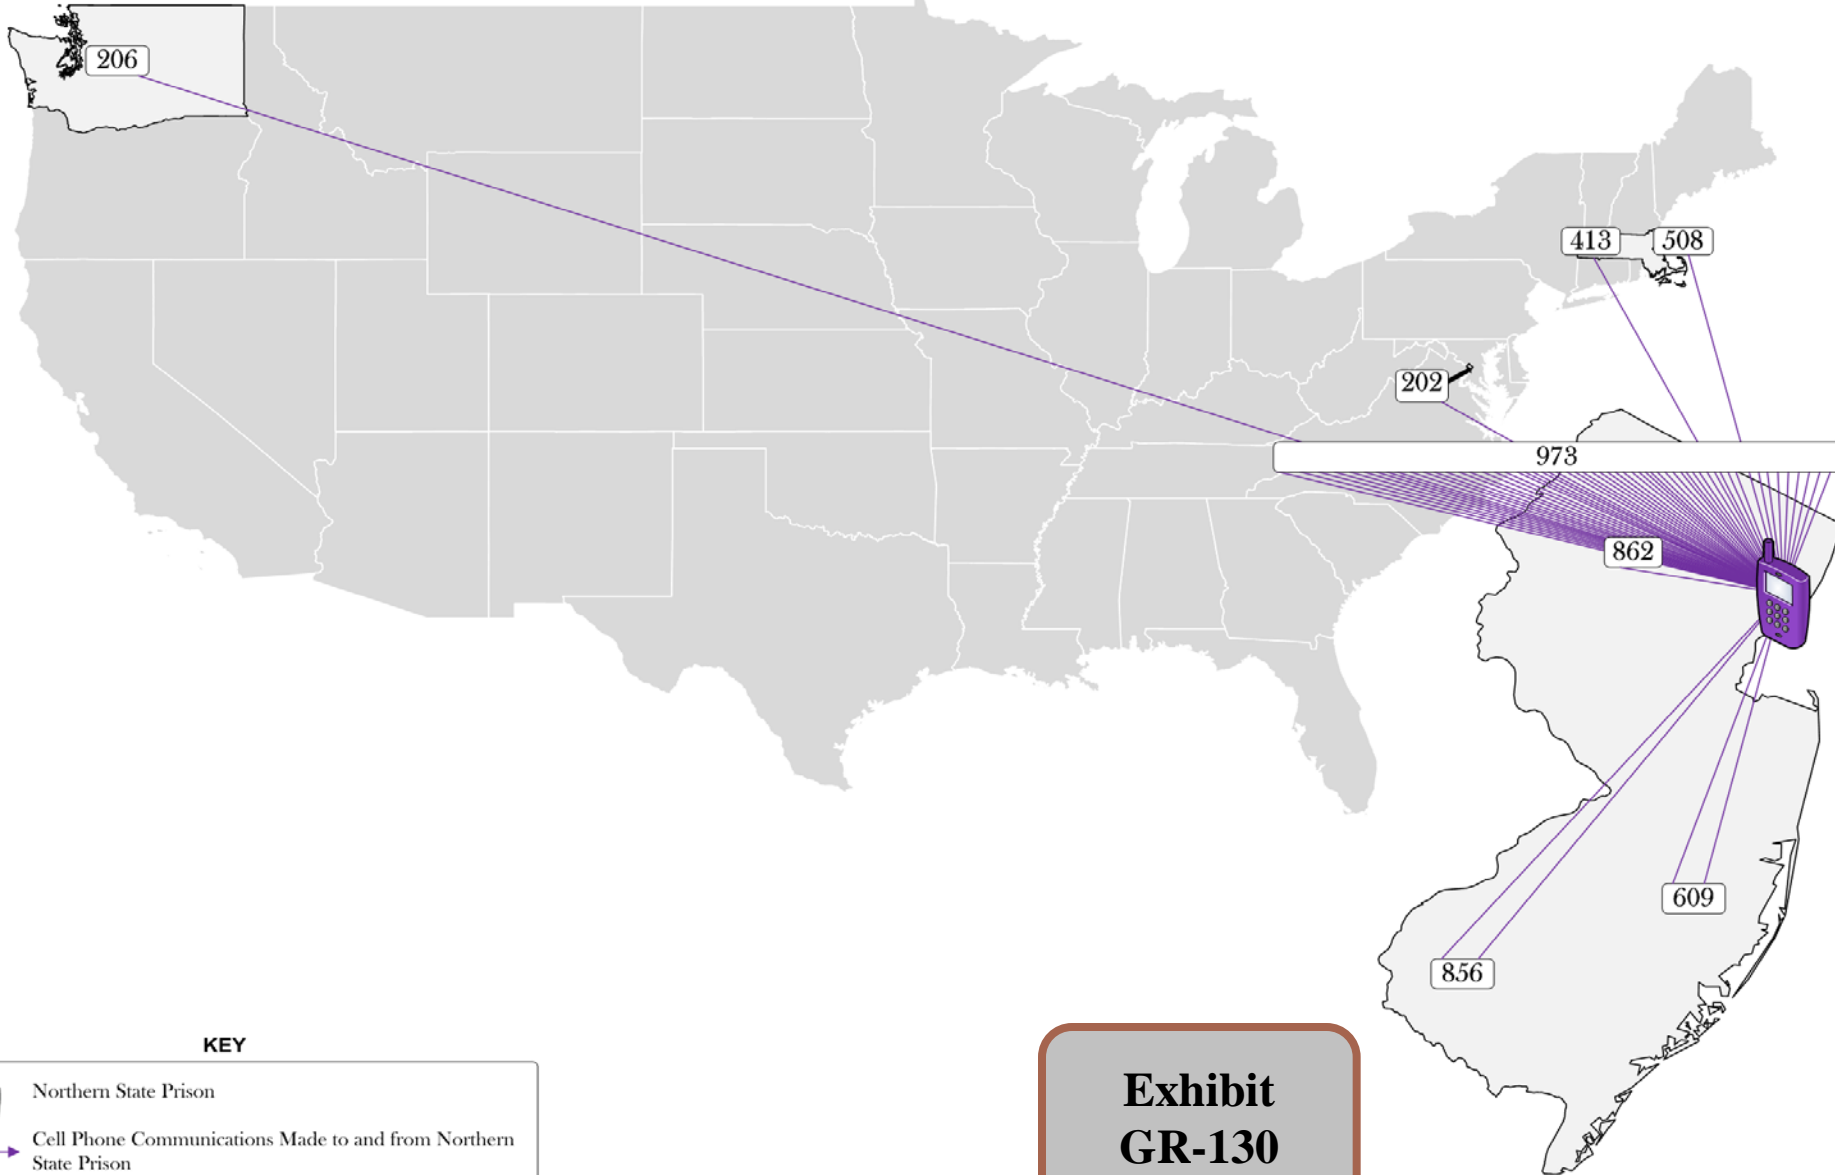 206
413
508
202
973
862
609
856
KEY
Northern State Prison
Cell Phone Communications Made to and from Northern
State Prison
Exhibit
GR-130